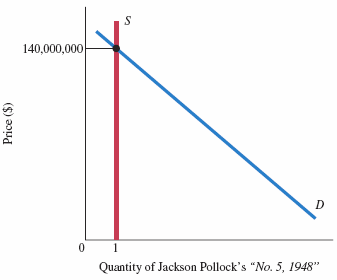 S
140,000,000
Price ($)
D
0 1
Quantity of Jackson Pollock's "No. 5, 1948"